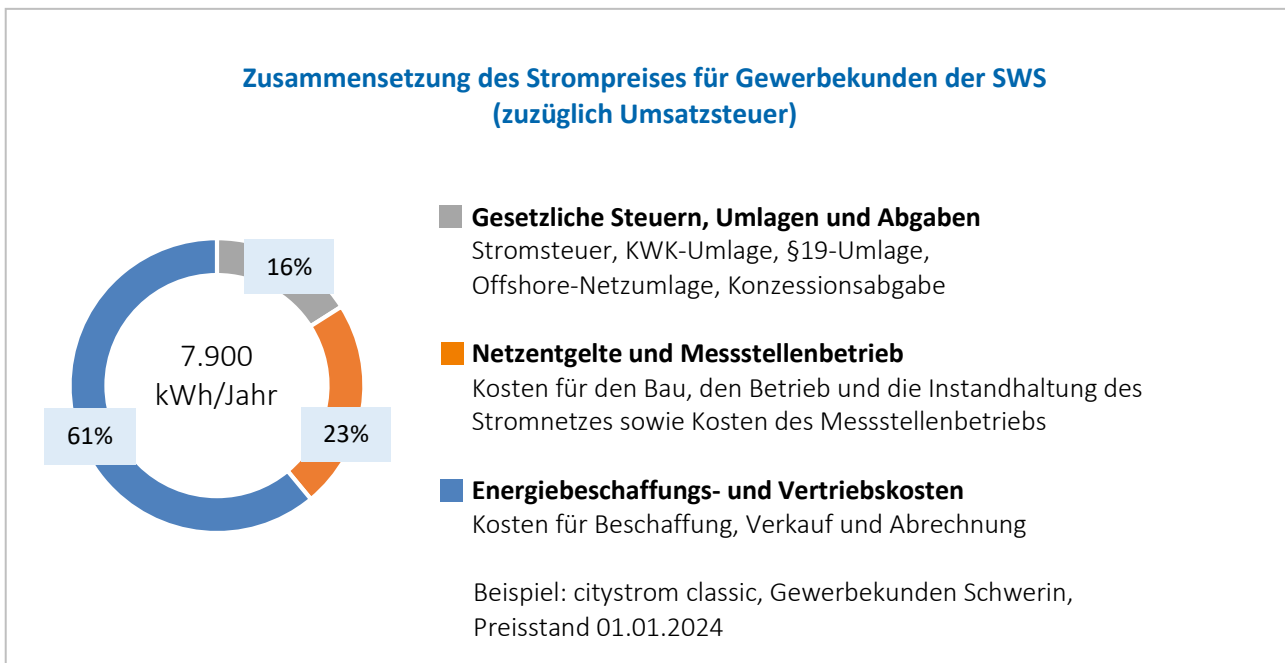 Zusammensetzung des Strompreises für Gewerbekunden der SWS
(zuzüglich Umsatzsteuer)
16%
7.900
kWh/Jahr
61%
23%
Gesetzliche Steuern, Umlagen und Abgaben
Stromsteuer, KWK-Umlage, §19-Umlage,
Offshore-Netzumlage, Konzessionsabgabe
Netzentgelte und Messstellenbetrieb
Kosten für den Bau, den Betrieb und die Instandhaltung des
Stromnetzes sowie Kosten des Messstellenbetriebs
Energiebeschaffungs- und Vertriebskosten
Kosten für Beschaffung, Verkauf und Abrechnung
Beispiel: citystrom classic, Gewerbekunden Schwerin,
Preisstand 01.01.2024